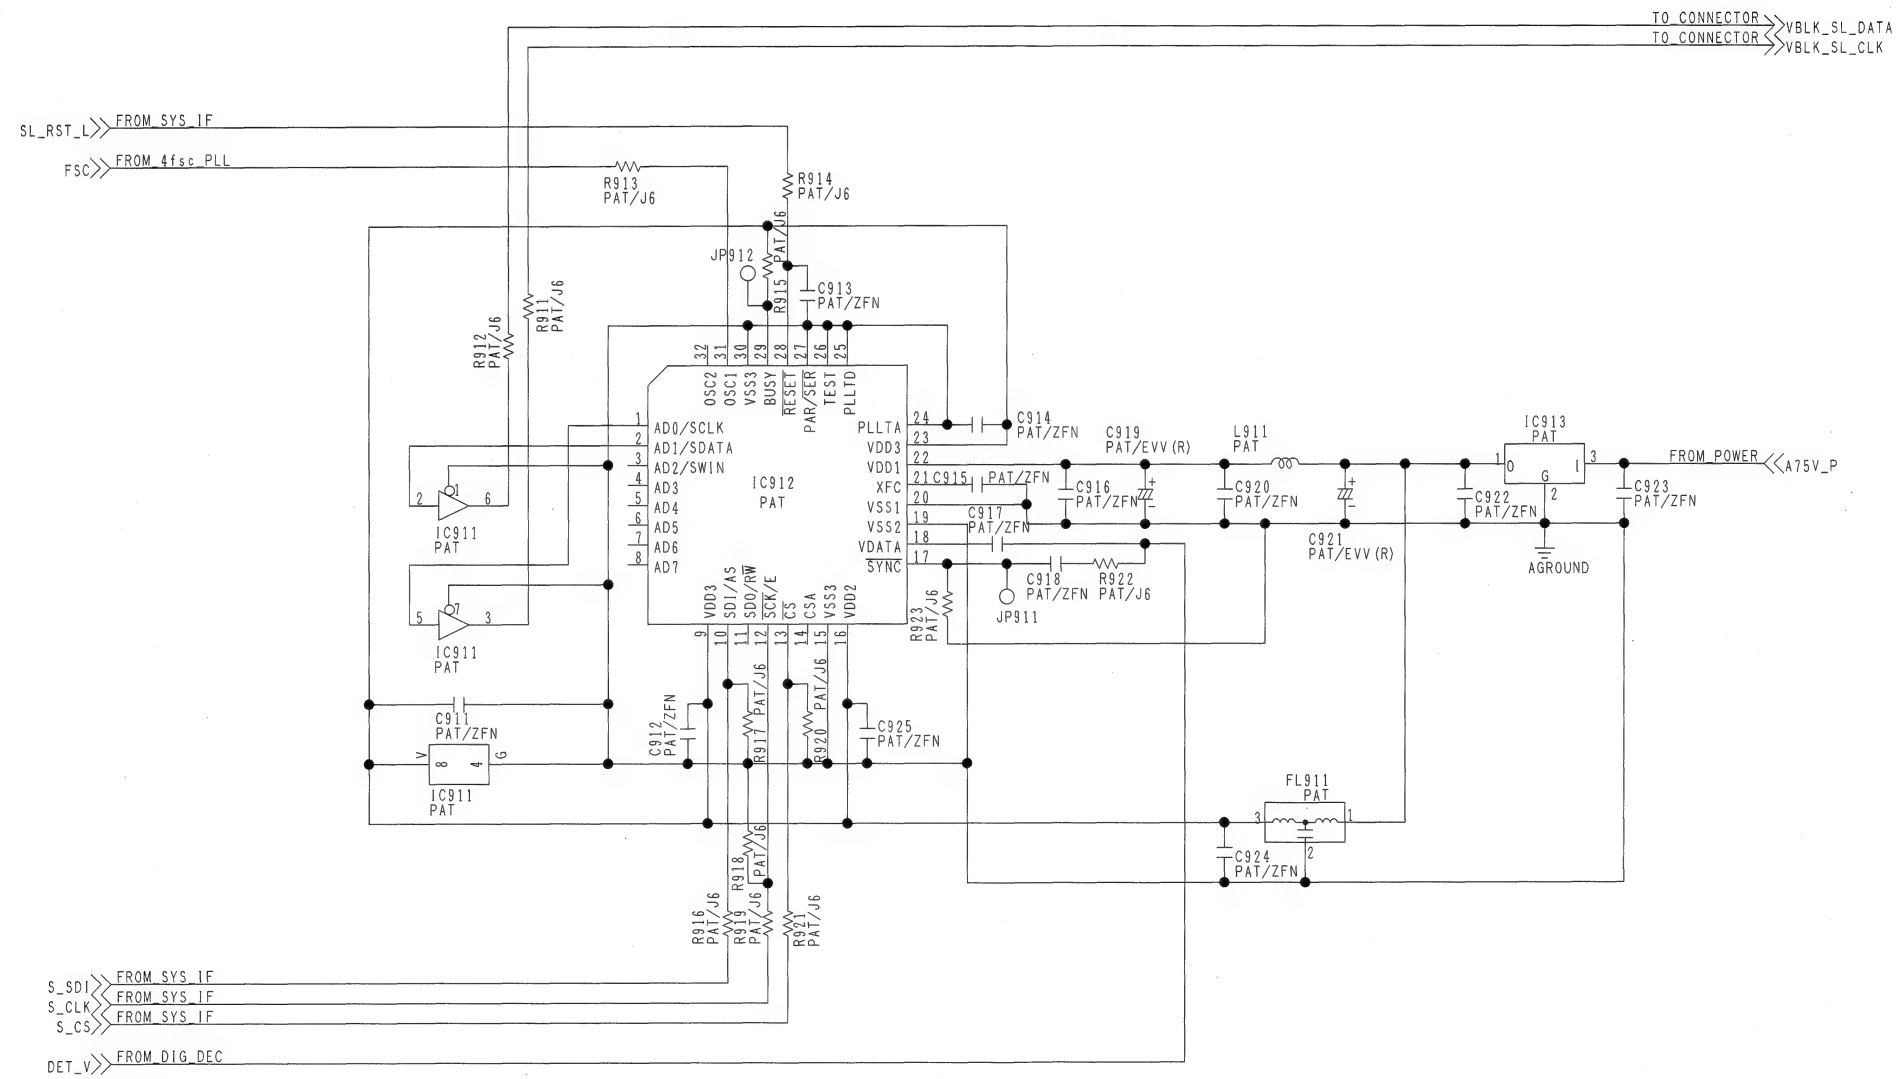 TO_CONNECTOR
VBLK_SL_DATA
TO_CONNECTOR
VBLK_SL_CLK
SL_RST_L
FROM_SYS_IF
FSC
FROM_4fsc_PLL
R913
PAT/J6
R914
PAT/J6
JP912
PAT/J6
R915
C913
PAT/ZFN
R911
PAT/J6
R912
PAT/J6
32
31
30
29
28
27
26
25
OSC2
OSC1
VSS3
BUSY
RESET
PAR/SER
TEST
PLLTD
1
AD0/SCLK
2
AD1/SDATA
3
AD2/SWIN
4
AD3
5
AD4
6
AD5
7
AD6
8
AD7
IC912
PAT
PLLTA
24
VDD3
23
VDD1
22
XFC
21
VSS1
20
VSS2
19
VDATA
18
SYNC
17
VDD3
SDI/AS
SDO/RW
SCK/E
CS
CSA
VSS3
VDD2
9
10
11
12
13
14
15
16
C914
PAT/ZFN
C919
PAT/EVV(R)
L911
PAT
IC913
PAT
1
O
I
3
G
2
FROM_POWER
A75V_P
C915
PAT/ZFN
C916
PAT/ZFN
+
-
C920
PAT/ZFN
+
-
C922
PAT/ZFN
C923
PAT/ZFN
C917
PAT/ZFN
C921
PAT/EVV(R)
AGROUND
C918
PAT/ZFN
R922
PAT/J6
JP911
R923
PAT/J6
2
1
6
IC911
PAT
5
7
3
IC911
PAT
C911
PAT/ZFN
V
8
4
G
IC911
PAT
C912
PAT/ZFN
PAT/J6
R917
PAT/J6
R920
C925
PAT/ZFN
R918
PAT/J6
FL911
PAT
3
1
2
C924
PAT/ZFN
R916
PAT/J6
R919
PAT/J6
R921
PAT/J6
S_SDI
FROM_SYS_IF
S_CLK
FROM_SYS_IF
S_CS
FROM_SYS_IF
DET_V
FROM_DIG_DEC